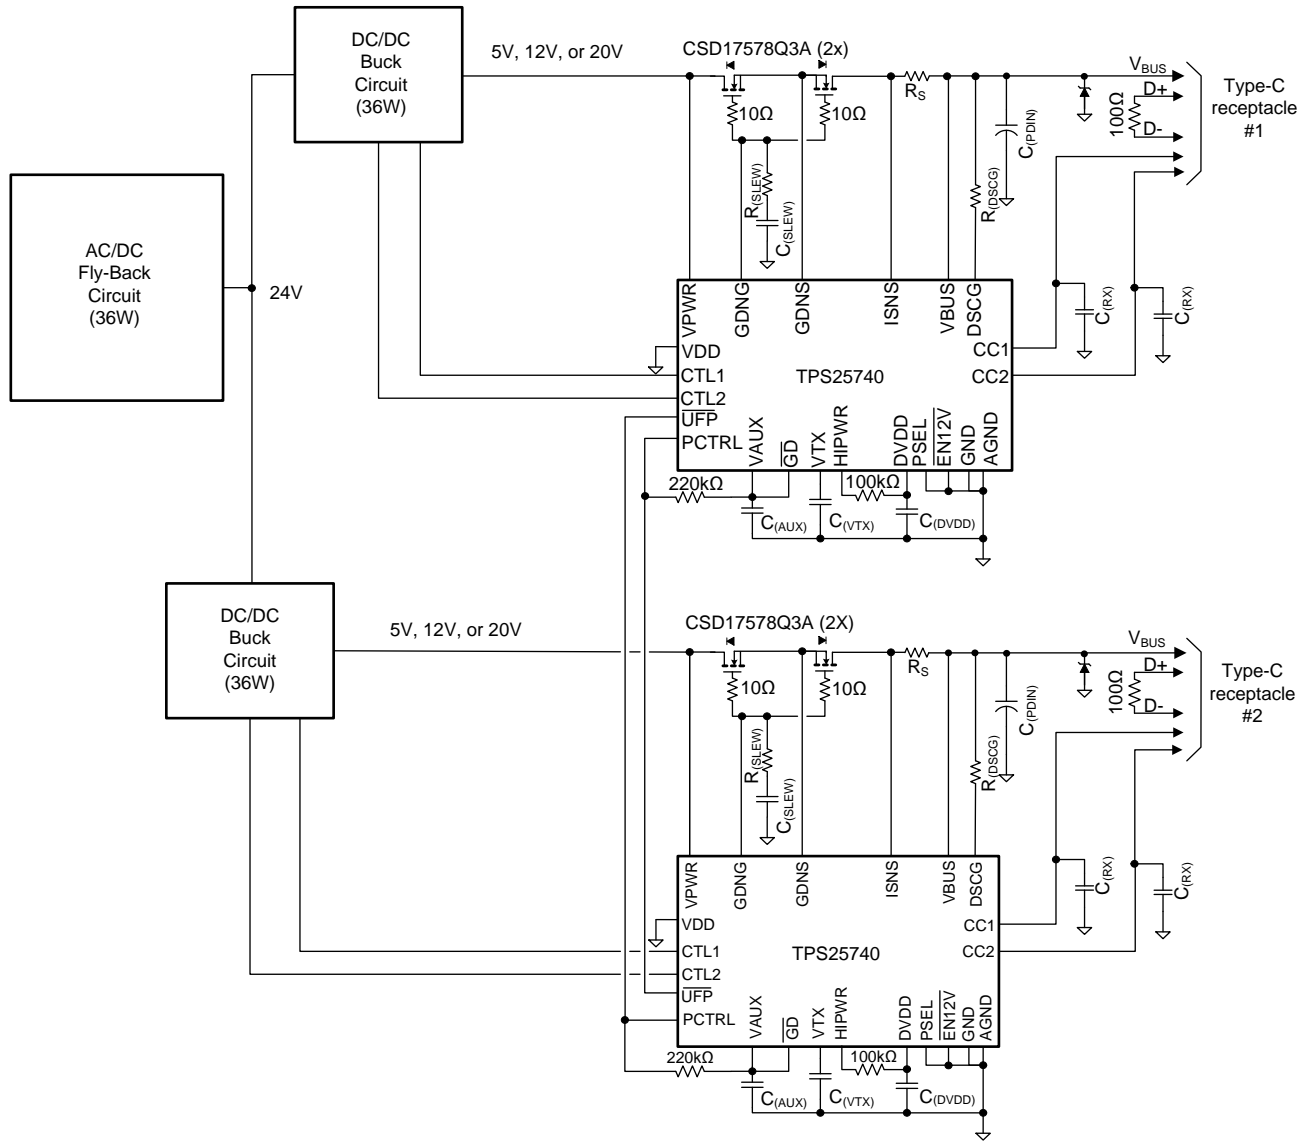 DC/DC
Buck
Circuit
(36W)
5V, 12V, or 20V
CSD17578Q3A (2x)
10Ω
10Ω
R(SLEW)
C(SLEW)
RS
R(DSCG)
C(PDIN)
VBUS
D+
100Ω
D-
Type-C
receptacle
#1
AC/DC
Fly-Back
Circuit
(36W)
24V
VPWR
GDNG
GDNS
ISNS
VBUS
DSCG
C(RX)
C(RX)
VDD
CTL1
CTL2
UFP
PCTRL
TPS25740
CC1
CC2
VAUX
GD
VTX
HIPWR
DVDD
PSEL
EN12V
GND
AGND
220kΩ
100kΩ
C(AUX)
C(VTX)
C(DVDD)
DC/DC
Buck
Circuit
(36W)
5V, 12V, or 20V
CSD17578Q3A (2X)
10Ω
10Ω
R(SLEW)
C(SLEW)
RS
R(DSCG)
C(PDIN)
VBUS
D+
100Ω
D-
Type-C
receptacle
#2
VPWR
GDNG
GDNS
ISNS
VBUS
DSCG
C(RX)
C(RX)
VDD
CTL1
CTL2
UFP
PCTRL
TPS25740
CC1
CC2
VAUX
GD
VTX
HIPWR
DVDD
PSEL
EN12V
GND
AGND
220kΩ
100kΩ
C(AUX)
C(VTX)
C(DVDD)